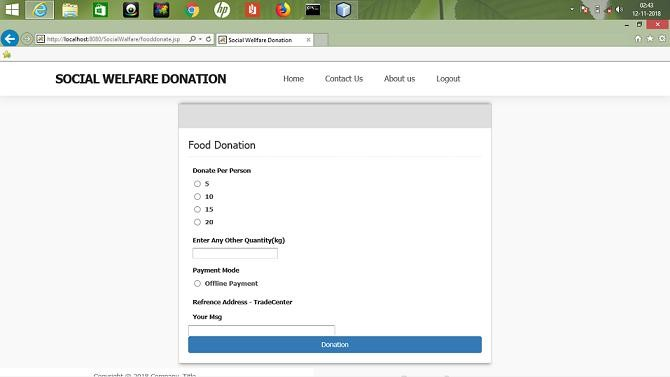 02:43
12-11-2018
http://localhost:8080/SocialWelfare/fooddonate.jsp
Social Wellfare Donation
SOCIAL WELFARE DONATION
Home Contact Us About us Logout
Food Donation
Donate Per Person
5
10
15
20
Enter Any Other Quantity(kg)
Payment Mode
Offline Payment
Refrence Address - TradeCenter
Your Msg
Donation
Copyright © 2018 Company, Title